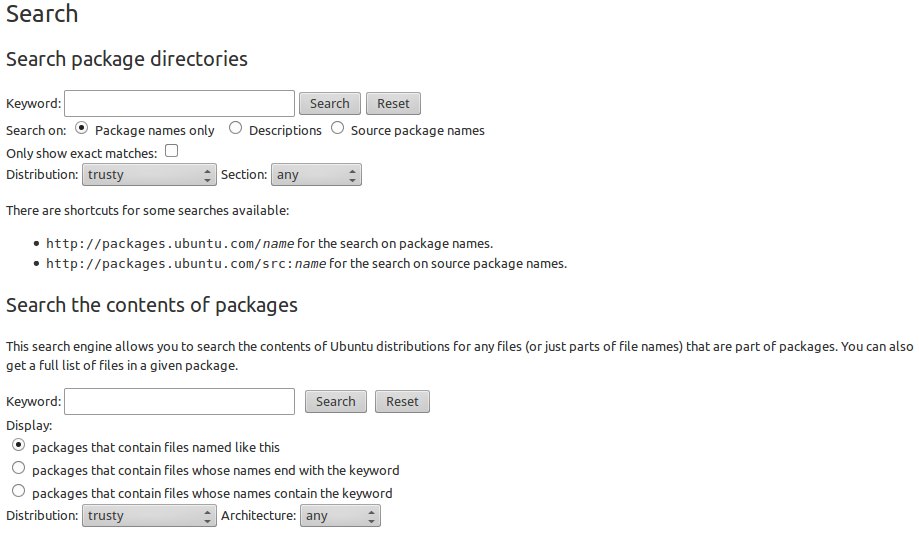 Search
Search package directories
Keyword: Search Reset
Search on: Package names only Descriptions Source package names
Only show exact matches:
Distribution: trusty Section: any
There are shortcuts for some searches available:
• http://packages.ubuntu.com/name for the search on package names.
• http://packages.ubuntu.com/src:name for the search on source package names.
Search the contents of packages
This search engine allows you to search the contents of Ubuntu distributions for any files (or just parts of file names) that are part of packages. You can also
get a full list of files in a given package.
Keyword: Search Reset
Display:
packages that contain files named like this
packages that contain files whose names end with the keyword
packages that contain files whose names contain the keyword
Distribution: trusty Architecture: any